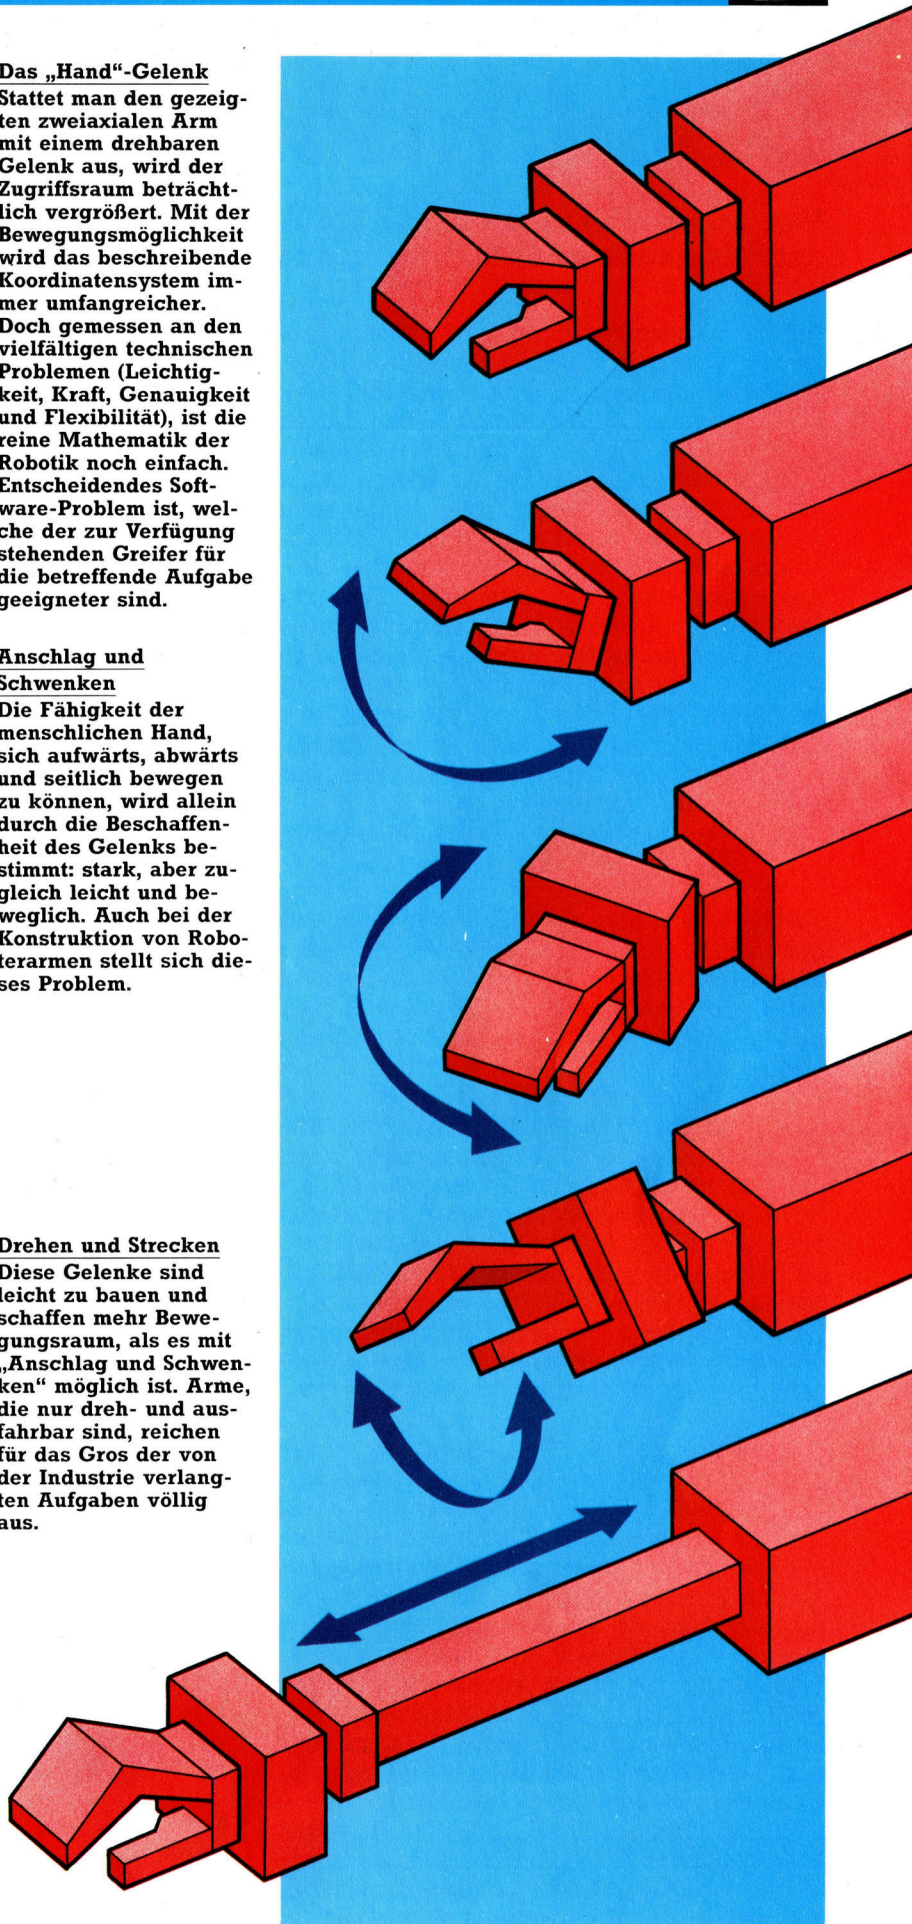 Das „Hand“-Gelenk
Stattet man den gezeig-
ten zweiaxialen Arm
mit einem drehbaren
Gelenk aus, wird der
Zugriffsraum beträcht-
lich vergrößert. Mit der
Bewegungsmöglichkeit
wird das beschreibende
Koordinatensystem im-
mer umfangreicher.
Doch gemessen an den
vielfältigen technischen
Problemen (Leichtig-
keit, Kraft, Genauigkeit
und Flexibilität), ist die
reine Mathematik der
Robotik noch einfach.
Entscheidendes Soft-
ware-Problem ist, wel-
che der zur Verfügung
stehenden Greifer für
die betreffende Aufgabe
geeigneter sind.
Anschlag und
Schwenken
Die Fähigkeit der
menschlichen Hand,
sich aufwärts, abwärts
und seitlich bewegen
zu können, wird allein
durch die Beschaffen-
heit des Gelenks be-
stimmt: stark, aber zu-
gleich leicht und be-
weglich. Auch bei der
Konstruktion von Robo-
terarmen stellt sich die-
ses Problem.
Drehen und Strecken
Diese Gelenke sind
leicht zu bauen und
schaffen mehr Bewe-
gungsraum, als es mit
„Anschlag und Schwen-
ken“ möglich ist. Arme,
die nur dreh- und aus-
fahrbar sind, reichen
für das Gros der von
der Industrie verlang-
ten Aufgaben völlig
aus.